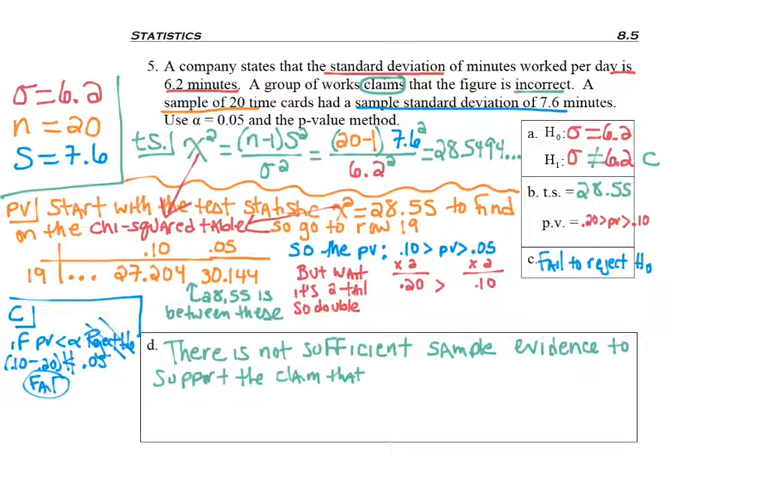 STATISTICS 8.5
5. A company states that the standard deviation of minutes worked per day is
6.2 minutes. A group of works claims that the figure is incorrect. A
sample of 20 time cards had a sample standard deviation of 7.6 minutes.
Use α = 0.05 and the p-value method.
σ = 6.2
n = 20
S = 7.6
t.s.| χ² = (n-1)s²/σ² = (20-1)7.6²/6.2² = 28.5494...
a. H₀: σ = 6.2
H₁: σ ≠ 6.2 C
b. t.s. = 28.55
p.v. = .20 > pv > .10
c. Fail to reject H₀
PV| Start with the test statistic χ² = 28.55 to find
on the chi-squared table so go to row 19
.10 .05
19 ... 27.204 30.144
28.55 is
between these
So the pv: .10 > pv > .05
But wait x2 x2
it's 2-tail .20 > .10
so double
C|
if pv < α Reject H₀
(.10-.20) ≮ .05
Fail
d. There is not sufficient sample evidence to
support the claim that